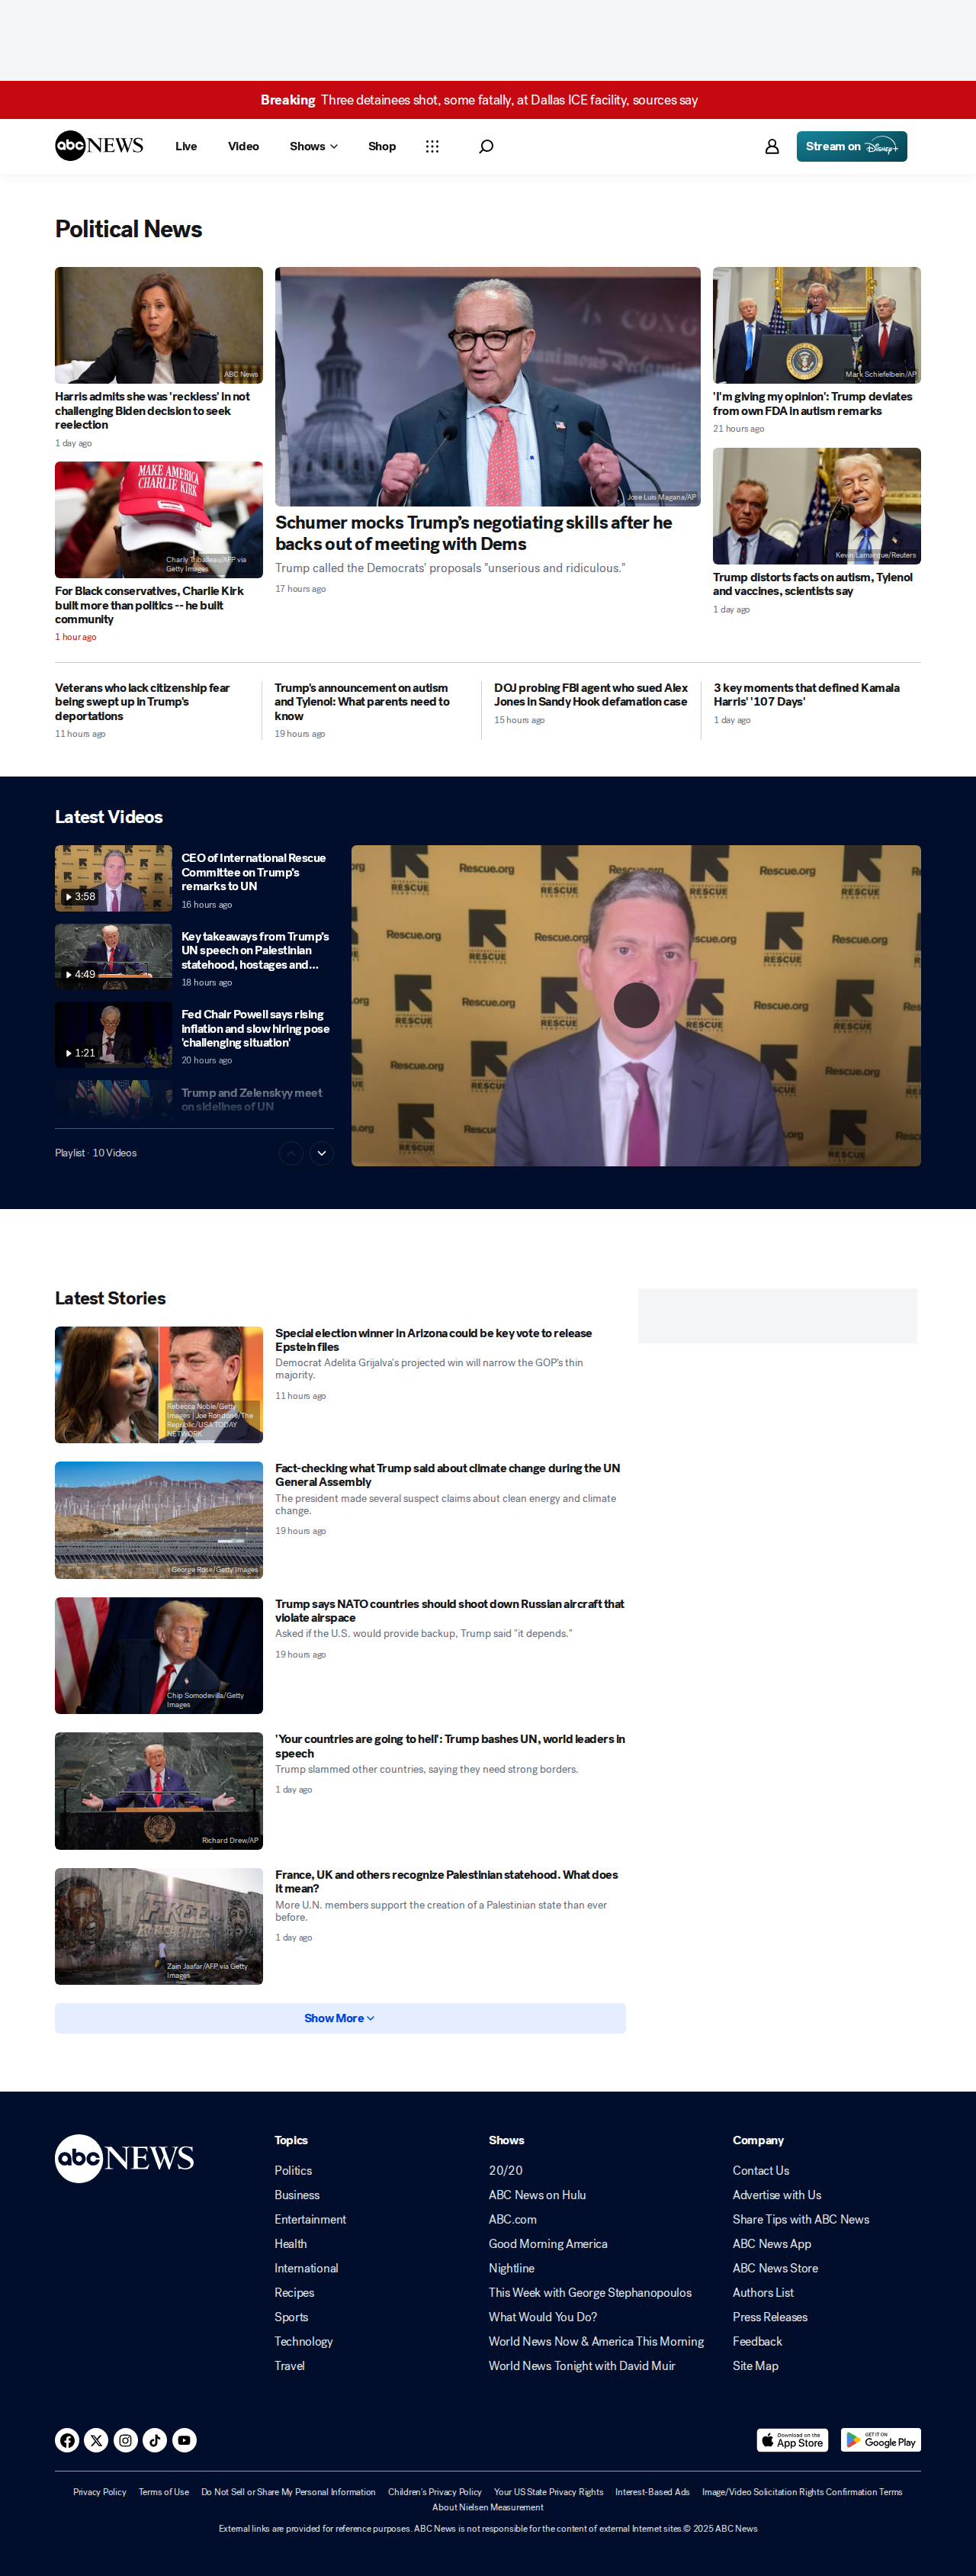 Breaking Three detainees shot, some fatally, at Dallas ICE facility, sources say
abc NEWS
Live
Video
Shows
Shop
Stream on Disney+
Political News
ABC News
Harris admits she was 'reckless' in not
challenging Biden decision to seek
reelection
1 day ago
MAKE AMERICA
CHARLIE KIRK
Charly Triballeau/AFP via
Getty Images
For Black conservatives, Charlie Kirk
built more than politics -- he built
community
1 hour ago
Jose Luis Magana/AP
Schumer mocks Trump's negotiating skills after he
backs out of meeting with Dems
Trump called the Democrats' proposals "unserious and ridiculous."
17 hours ago
Mark Schiefelbein/AP
'I'm giving my opinion': Trump deviates
from own FDA in autism remarks
21 hours ago
Kevin Lamarque/Reuters
Trump distorts facts on autism, Tylenol
and vaccines, scientists say
1 day ago
Veterans who lack citizenship fear
being swept up in Trump's
deportations
11 hours ago
Trump's announcement on autism
and Tylenol: What parents need to
know
19 hours ago
DOJ probing FBI agent who sued Alex
Jones in Sandy Hook defamation case
15 hours ago
3 key moments that defined Kamala
Harris' '107 Days'
1 day ago
Latest Videos
3:58
CEO of International Rescue
Committee on Trump's
remarks to UN
16 hours ago
4:49
Key takeaways from Trump's
UN speech on Palestinian
statehood, hostages and...
18 hours ago
1:21
Fed Chair Powell says rising
inflation and slow hiring pose
'challenging situation'
20 hours ago
Trump and Zelenskyy meet
on sidelines of UN
Playlist · 10 Videos
INTERNATIONAL
RESCUE
COMMITTEE
Rescue.org
Latest Stories
Rebecca Noble/Getty
Images | Joe Rondone/The
Republic/USA TODAY
NETWORK
Special election winner in Arizona could be key vote to release
Epstein files
Democrat Adelita Grijalva's projected win will narrow the GOP's thin
majority.
11 hours ago
George Rose/Getty Images
Fact-checking what Trump said about climate change during the UN
General Assembly
The president made several suspect claims about clean energy and climate
change.
19 hours ago
Chip Somodevilla/Getty
Images
Trump says NATO countries should shoot down Russian aircraft that
violate airspace
Asked if the U.S. would provide backup, Trump said "it depends."
19 hours ago
Richard Drew/AP
'Your countries are going to hell': Trump bashes UN, world leaders in
speech
Trump slammed other countries, saying they need strong borders.
1 day ago
FREE
Zain Jaafar/AFP via Getty
Images
France, UK and others recognize Palestinian statehood. What does
it mean?
More U.N. members support the creation of a Palestinian state than ever
before.
1 day ago
Show More
abc NEWS
Topics
Politics
Business
Entertainment
Health
International
Recipes
Sports
Technology
Travel
Shows
20/20
ABC News on Hulu
ABC.com
Good Morning America
Nightline
This Week with George Stephanopoulos
What Would You Do?
World News Now & America This Morning
World News Tonight with David Muir
Company
Contact Us
Advertise with Us
Share Tips with ABC News
ABC News App
ABC News Store
Authors List
Press Releases
Feedback
Site Map
Download on the
App Store
GET IT ON
Google Play
Privacy Policy Terms of Use Do Not Sell or Share My Personal Information Children's Privacy Policy Your US State Privacy Rights Interest-Based Ads Image/Video Solicitation Rights Confirmation Terms
About Nielsen Measurement
External links are provided for reference purposes. ABC News is not responsible for the content of external Internet sites.© 2025 ABC News